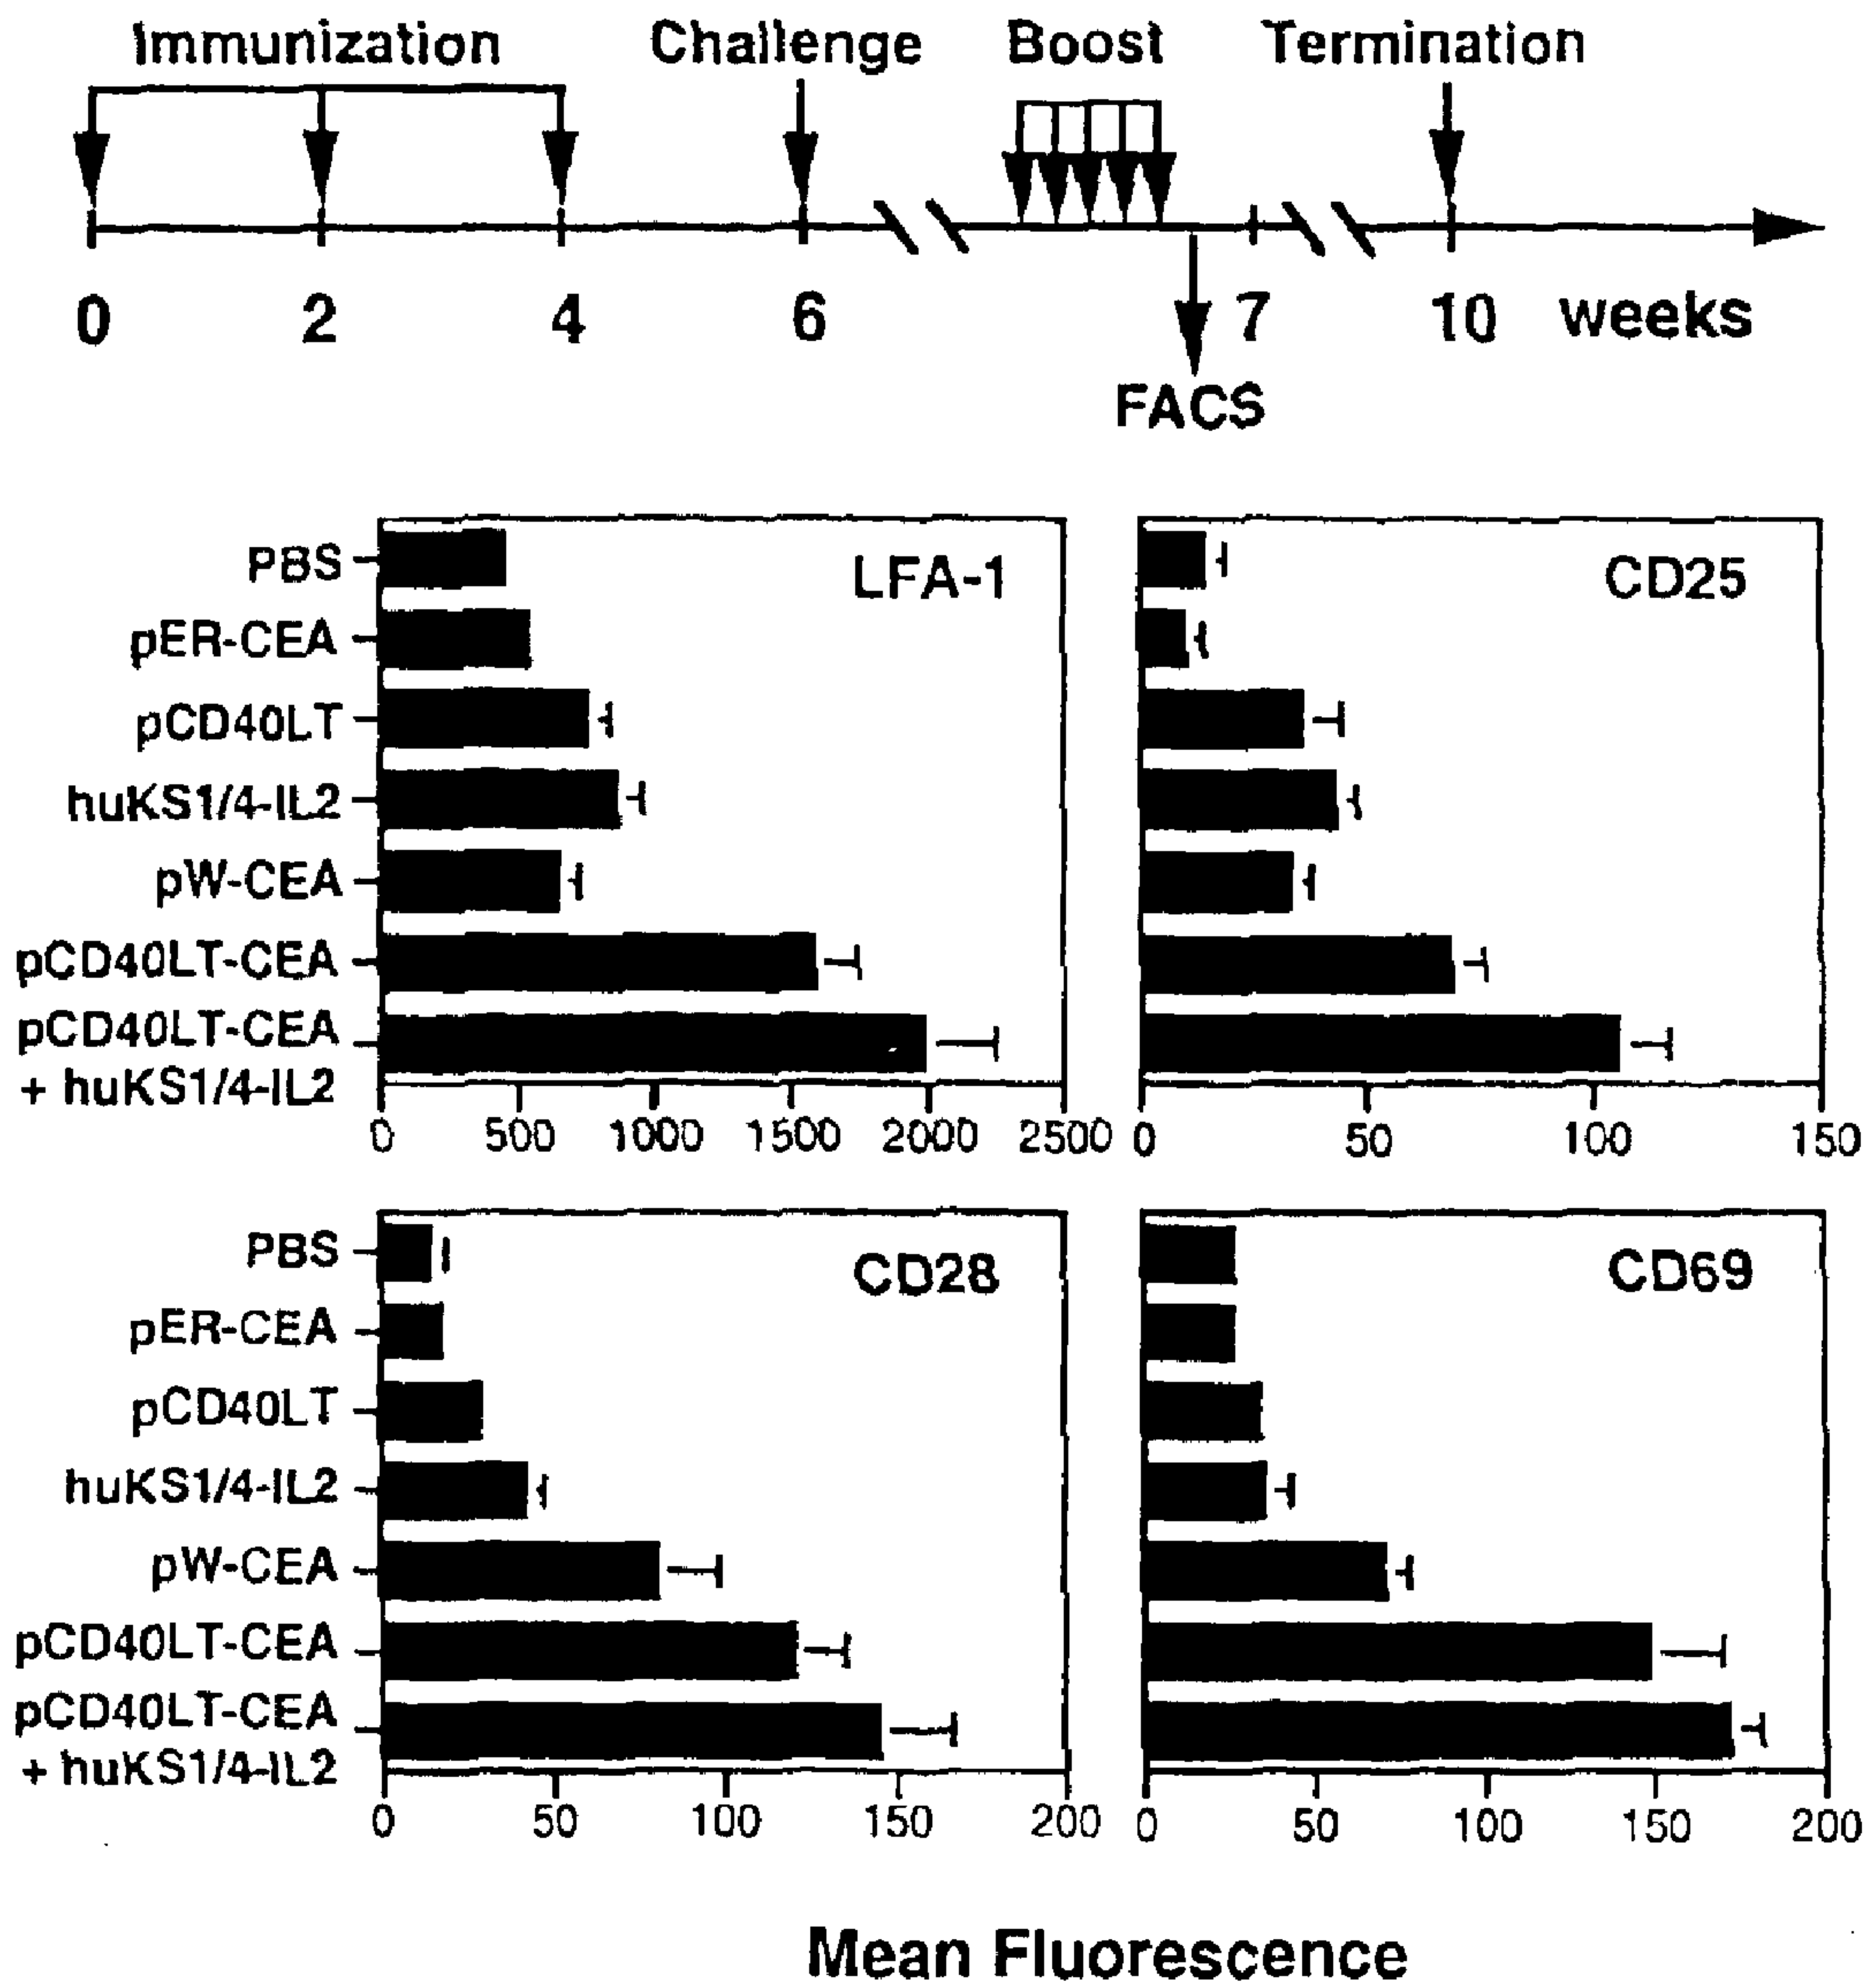 Immunization Challenge Boost Termination
0 2 4 6 7 10 weeks
FACS
LFA-1
PBS
pER-CEA
pCD40LT
huKS1/4-IL2
pW-CEA
pCD40LT-CEA
pCD40LT-CEA
+ huKS1/4-IL2
0 500 1000 1500 2000 2500
CD25
0 50 100 150
CD28
PBS
pER-CEA
pCD40LT
huKS1/4-IL2
pW-CEA
pCD40LT-CEA
pCD40LT-CEA
+ huKS1/4-IL2
0 50 100 150 200
CD69
0 50 100 150 200
Mean Fluorescence